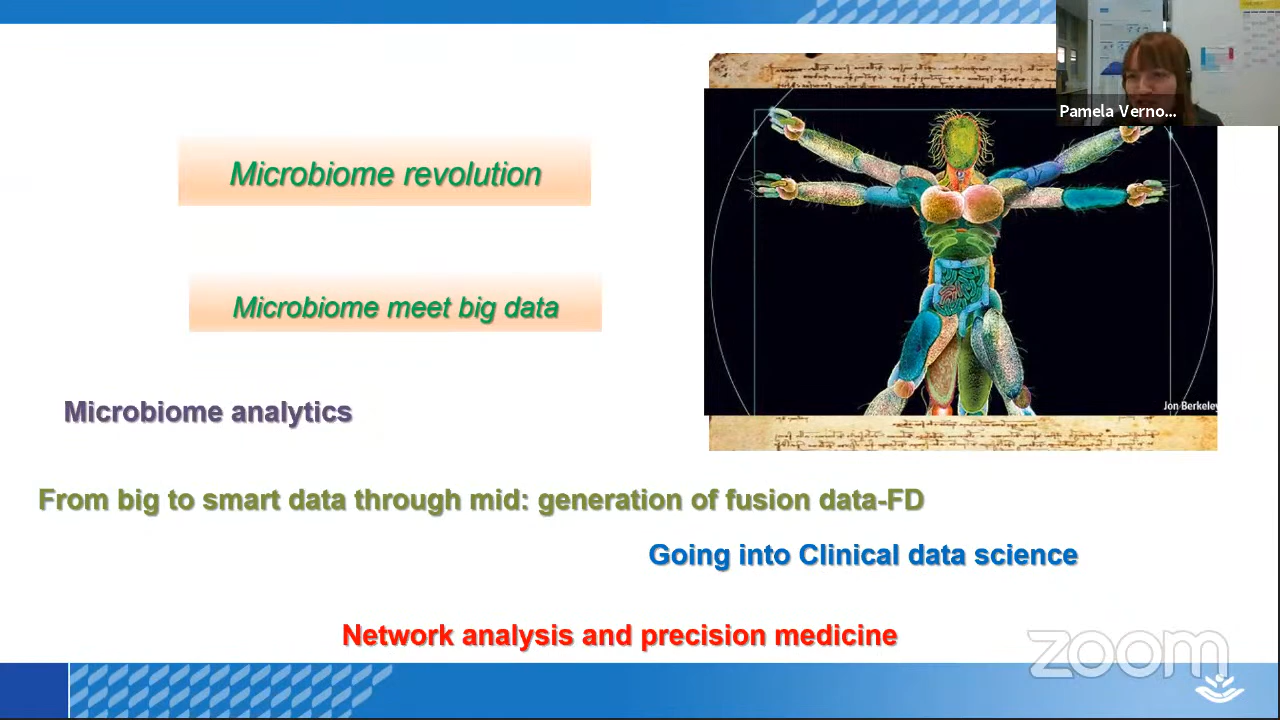 Pamela Verno...
Microbiome revolution
Microbiome meet big data
Jon Berkeley
Microbiome analytics
From big to smart data through mid: generation of fusion data-FD
Going into Clinical data science
Network analysis and precision medicine
zoom